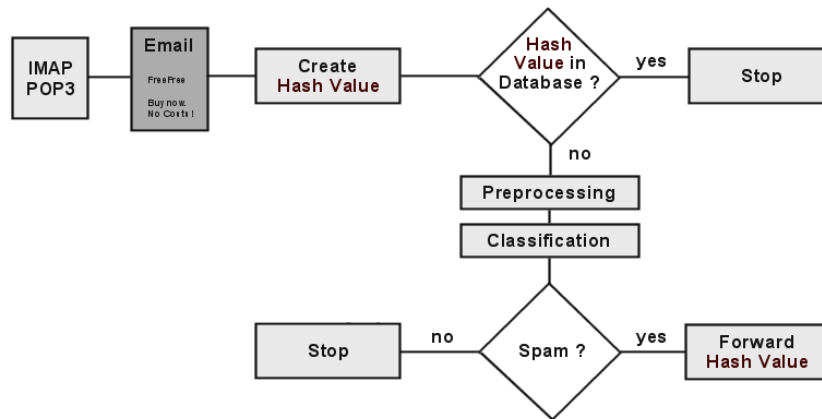 IMAP
POP3
Email
FreeFree
Buy now.
No Costs!
Create
Hash Value
Hash
Value in
Database ?
yes
Stop
no
Preprocessing
Classification
Stop
no
Spam ?
yes
Forward
Hash Value